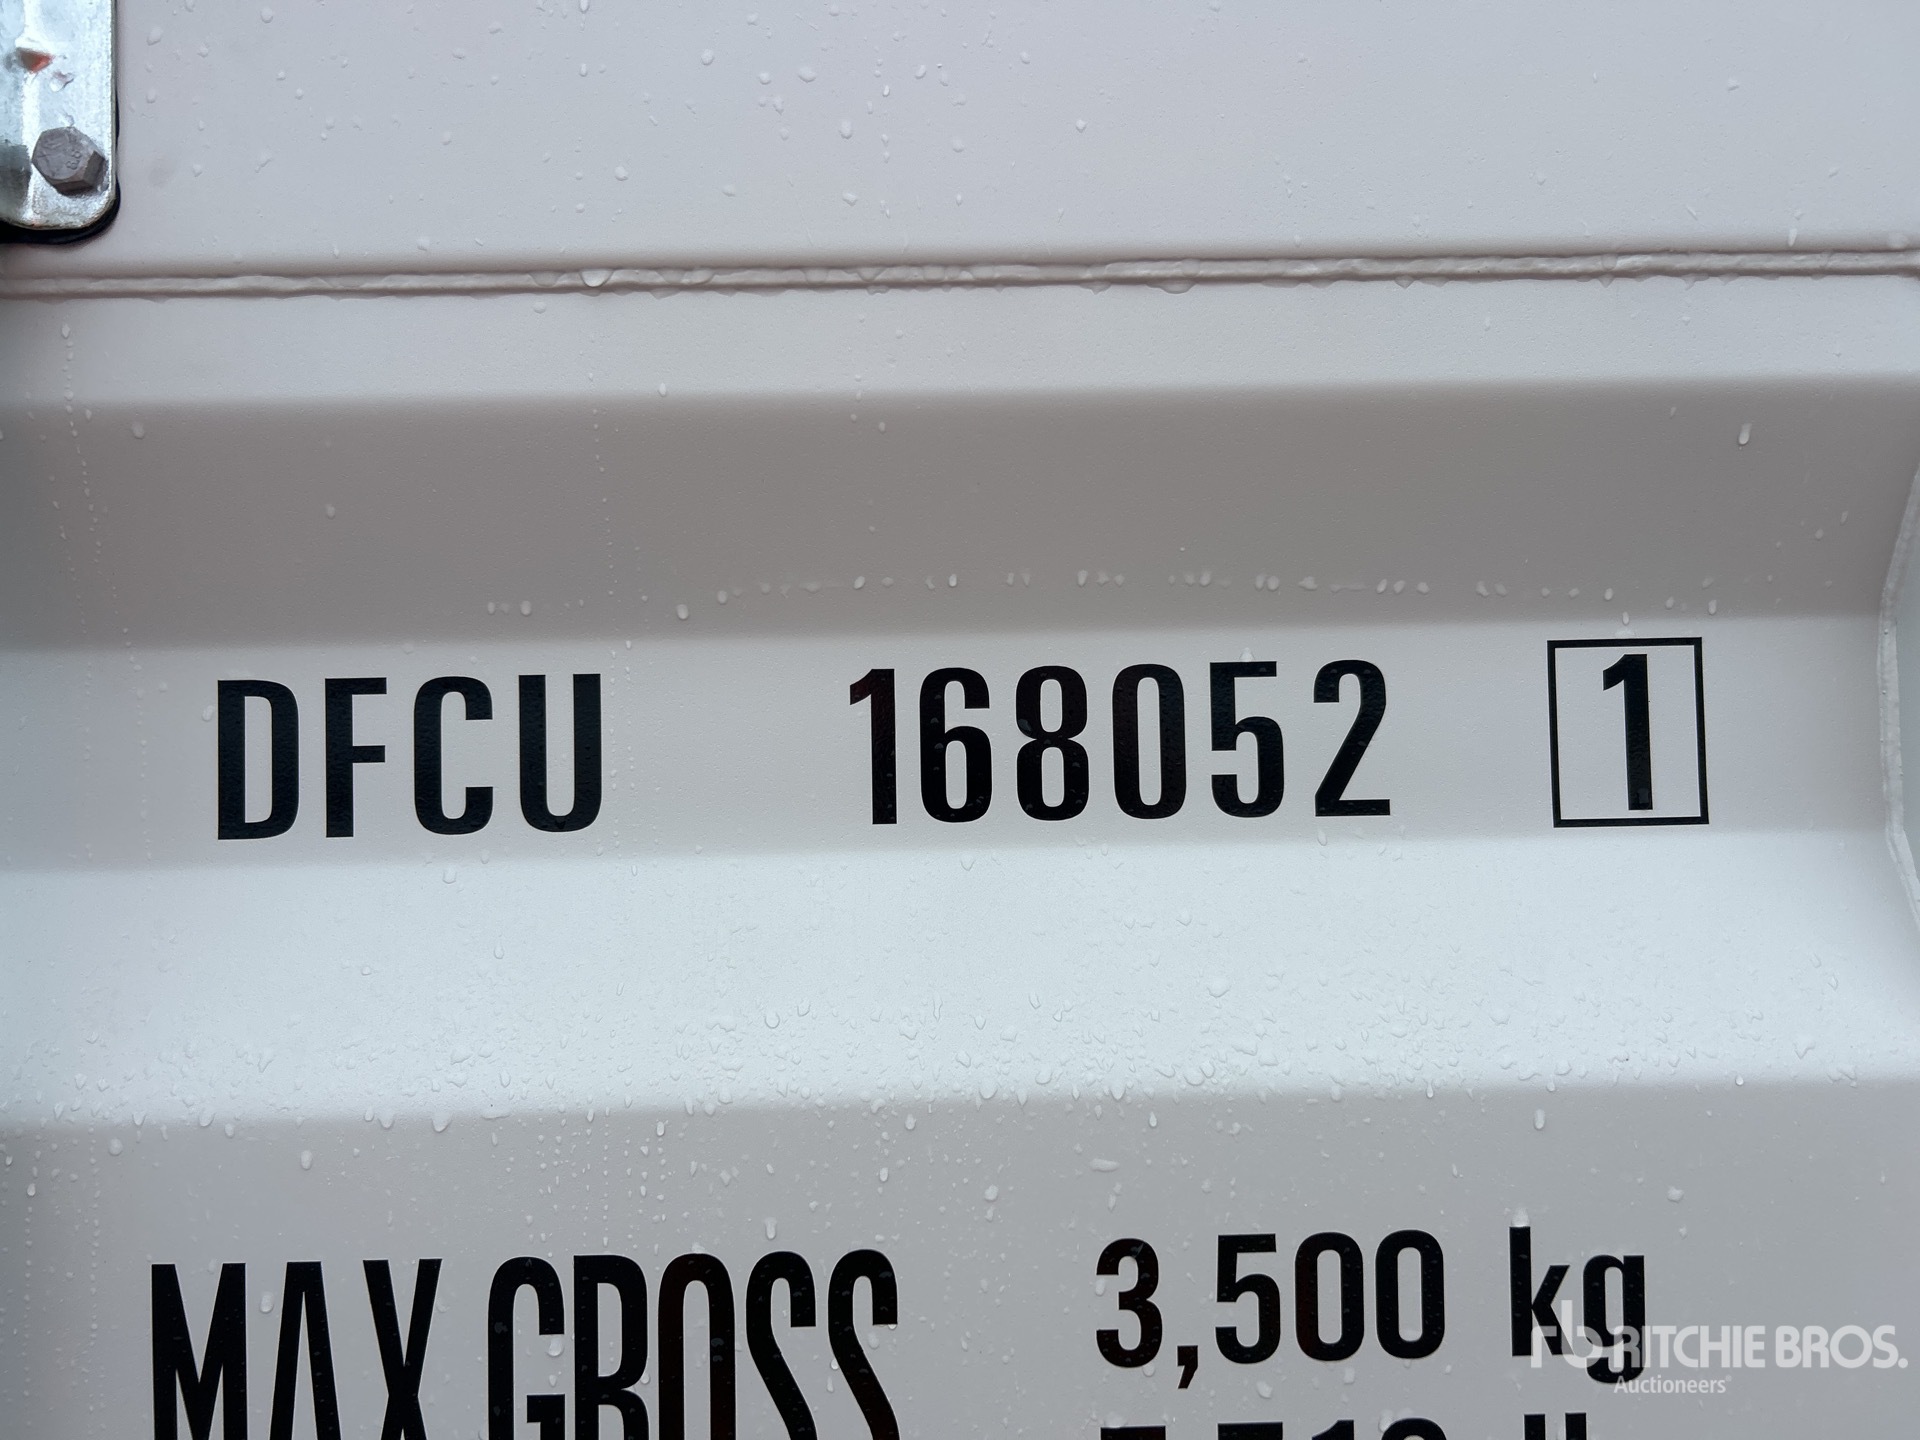 DFCU 168052 1
MAX GROSS 3,500 kg
RITCHIE BROS.
Auctioneers